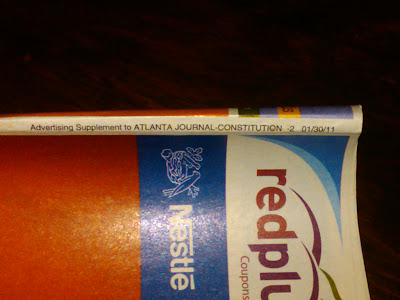 Advertising Supplement to ATLANTA JOURNAL-CONSTITUTION -2 01/30/11
Nestlé
redplu
Coupons